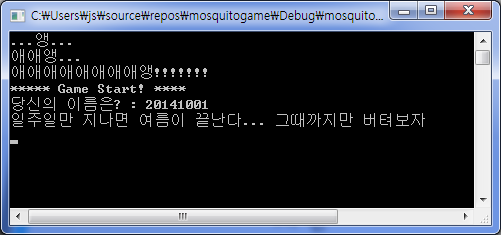 C:₩Users₩js₩source₩repos₩mosquitogame₩Debug₩mosquito...
...앵...
애애앵...
애애애애애애애애앵!!!!!!!
***** Game Start! ****
당신의 이름은? : 20141001
일주일만 지나면 여름이 끝난다... 그때까지만 버텨보자